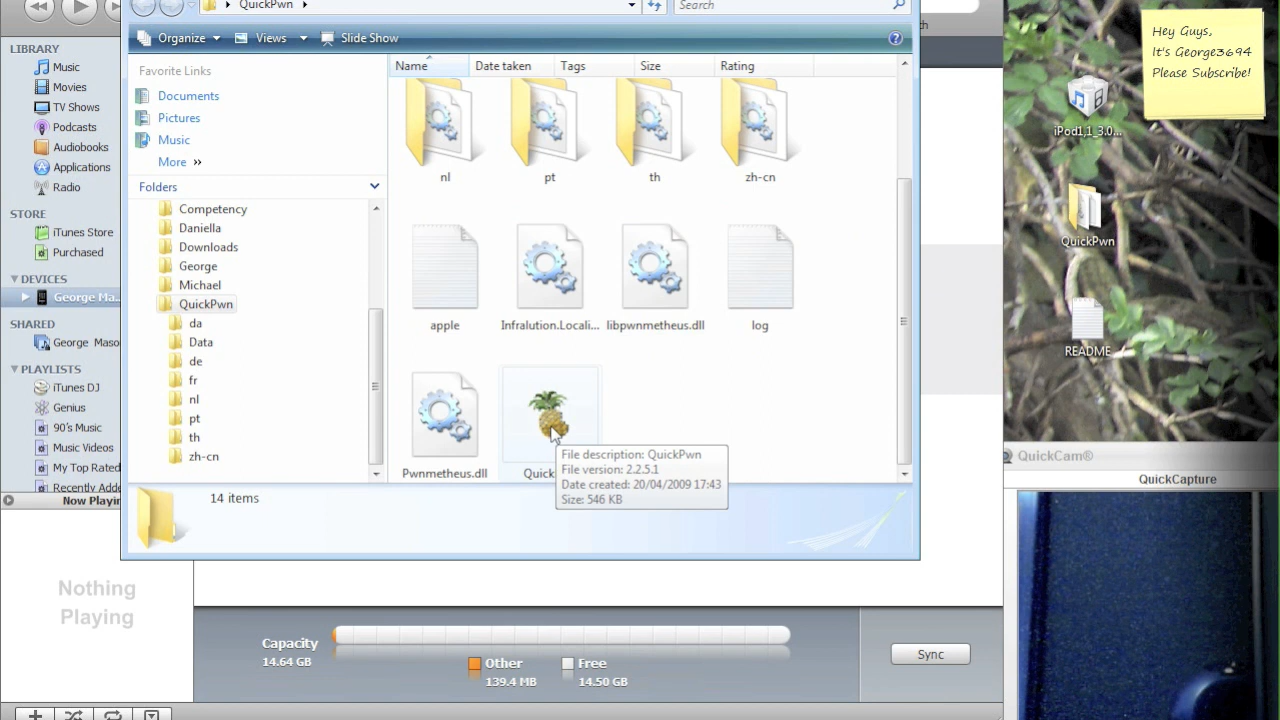 QuickPwn
Search
Organize
Views
Slide Show
Name
Date taken
Tags
Size
Rating
Favorite Links
Documents
Pictures
Music
More »
Folders
Competency
Daniella
Downloads
George
Michael
QuickPwn
da
Data
de
fr
nl
pt
th
zh-cn
nl
pt
th
zh-cn
apple
Infralution.Locali...
libpwnmetheus.dll
log
Pwnmetheus.dll
Quick
File description: QuickPwn
File version: 2.2.5.1
Date created: 20/04/2009 17:43
Size: 546 KB
14 items
LIBRARY
Music
Movies
TV Shows
Podcasts
Audiobooks
Applications
Radio
STORE
iTunes Store
Purchased
DEVICES
George Ma...
SHARED
George Maso
PLAYLISTS
iTunes DJ
Genius
90's Music
Music Videos
My Top Rated
Recently Adde
Now Playin
Nothing
Playing
Capacity
14.64 GB
Other
139.4 MB
Free
14.50 GB
Sync
Hey Guys,
It's George3694
Please Subscribe!
iPod1,1_3.0...
QuickPwn
README
QuickCam®
QuickCapture